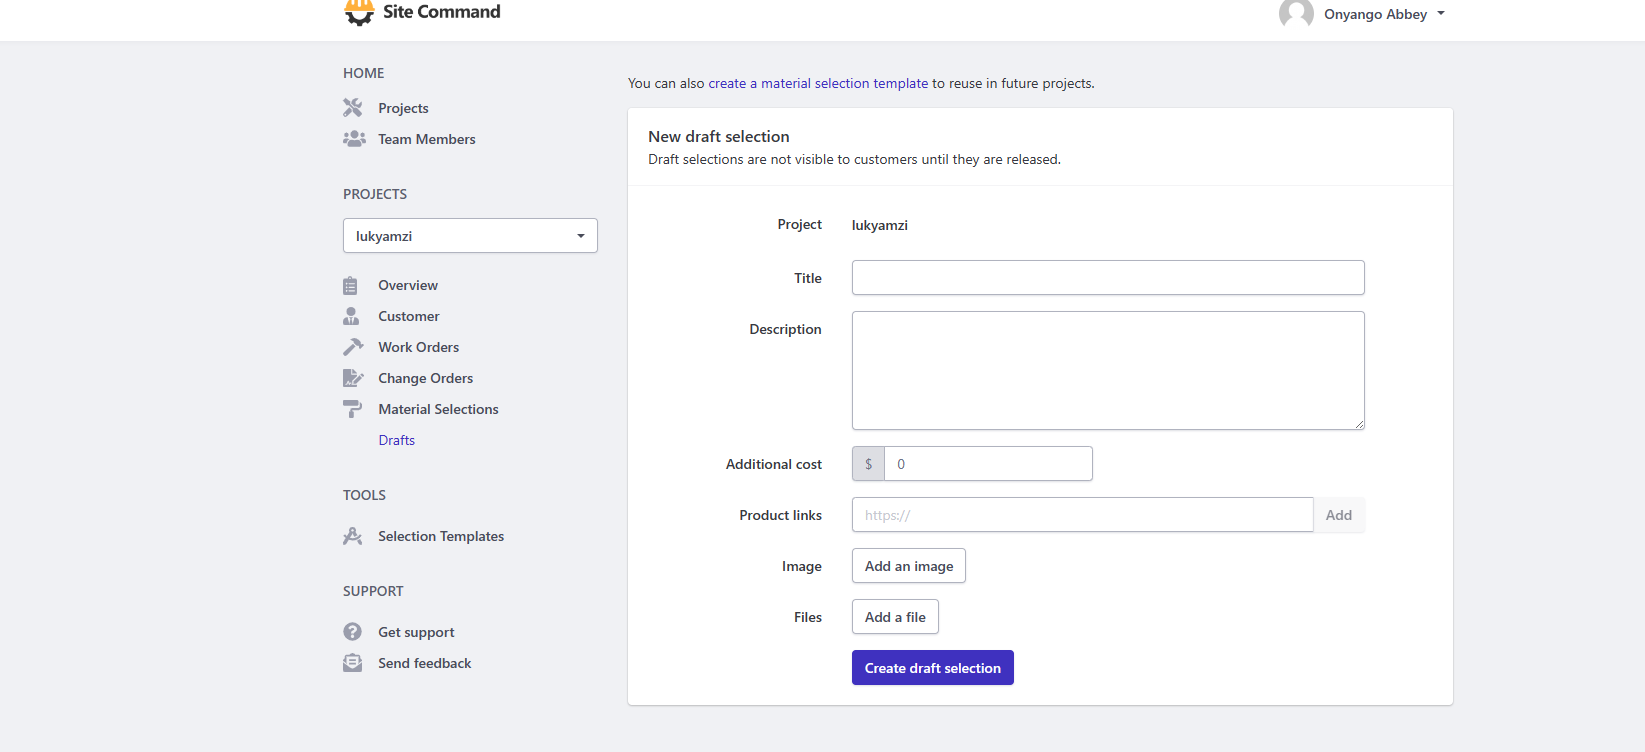 Site Command
Onyango Abbey
HOME
Projects
Team Members
PROJECTS
lukyamzi
Overview
Customer
Work Orders
Change Orders
Material Selections
Drafts
TOOLS
Selection Templates
SUPPORT
Get support
Send feedback
You can also create a material selection template to reuse in future projects.
New draft selection
Draft selections are not visible to customers until they are released.
Project lukyamzi
Title
Description
Additional cost $ 0
Product links https:// Add
Image Add an image
Files Add a file
Create draft selection